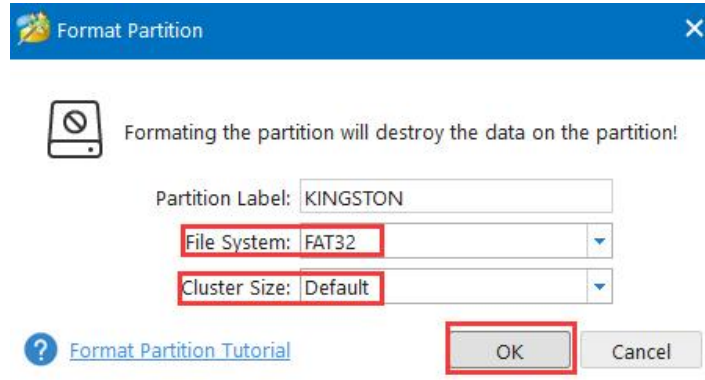 Format Partition
Formating the partition will destroy the data on the partition!
Partition Label: KINGSTON
File System: FAT32
Cluster Size: Default
? Format Partition Tutorial OK Cancel